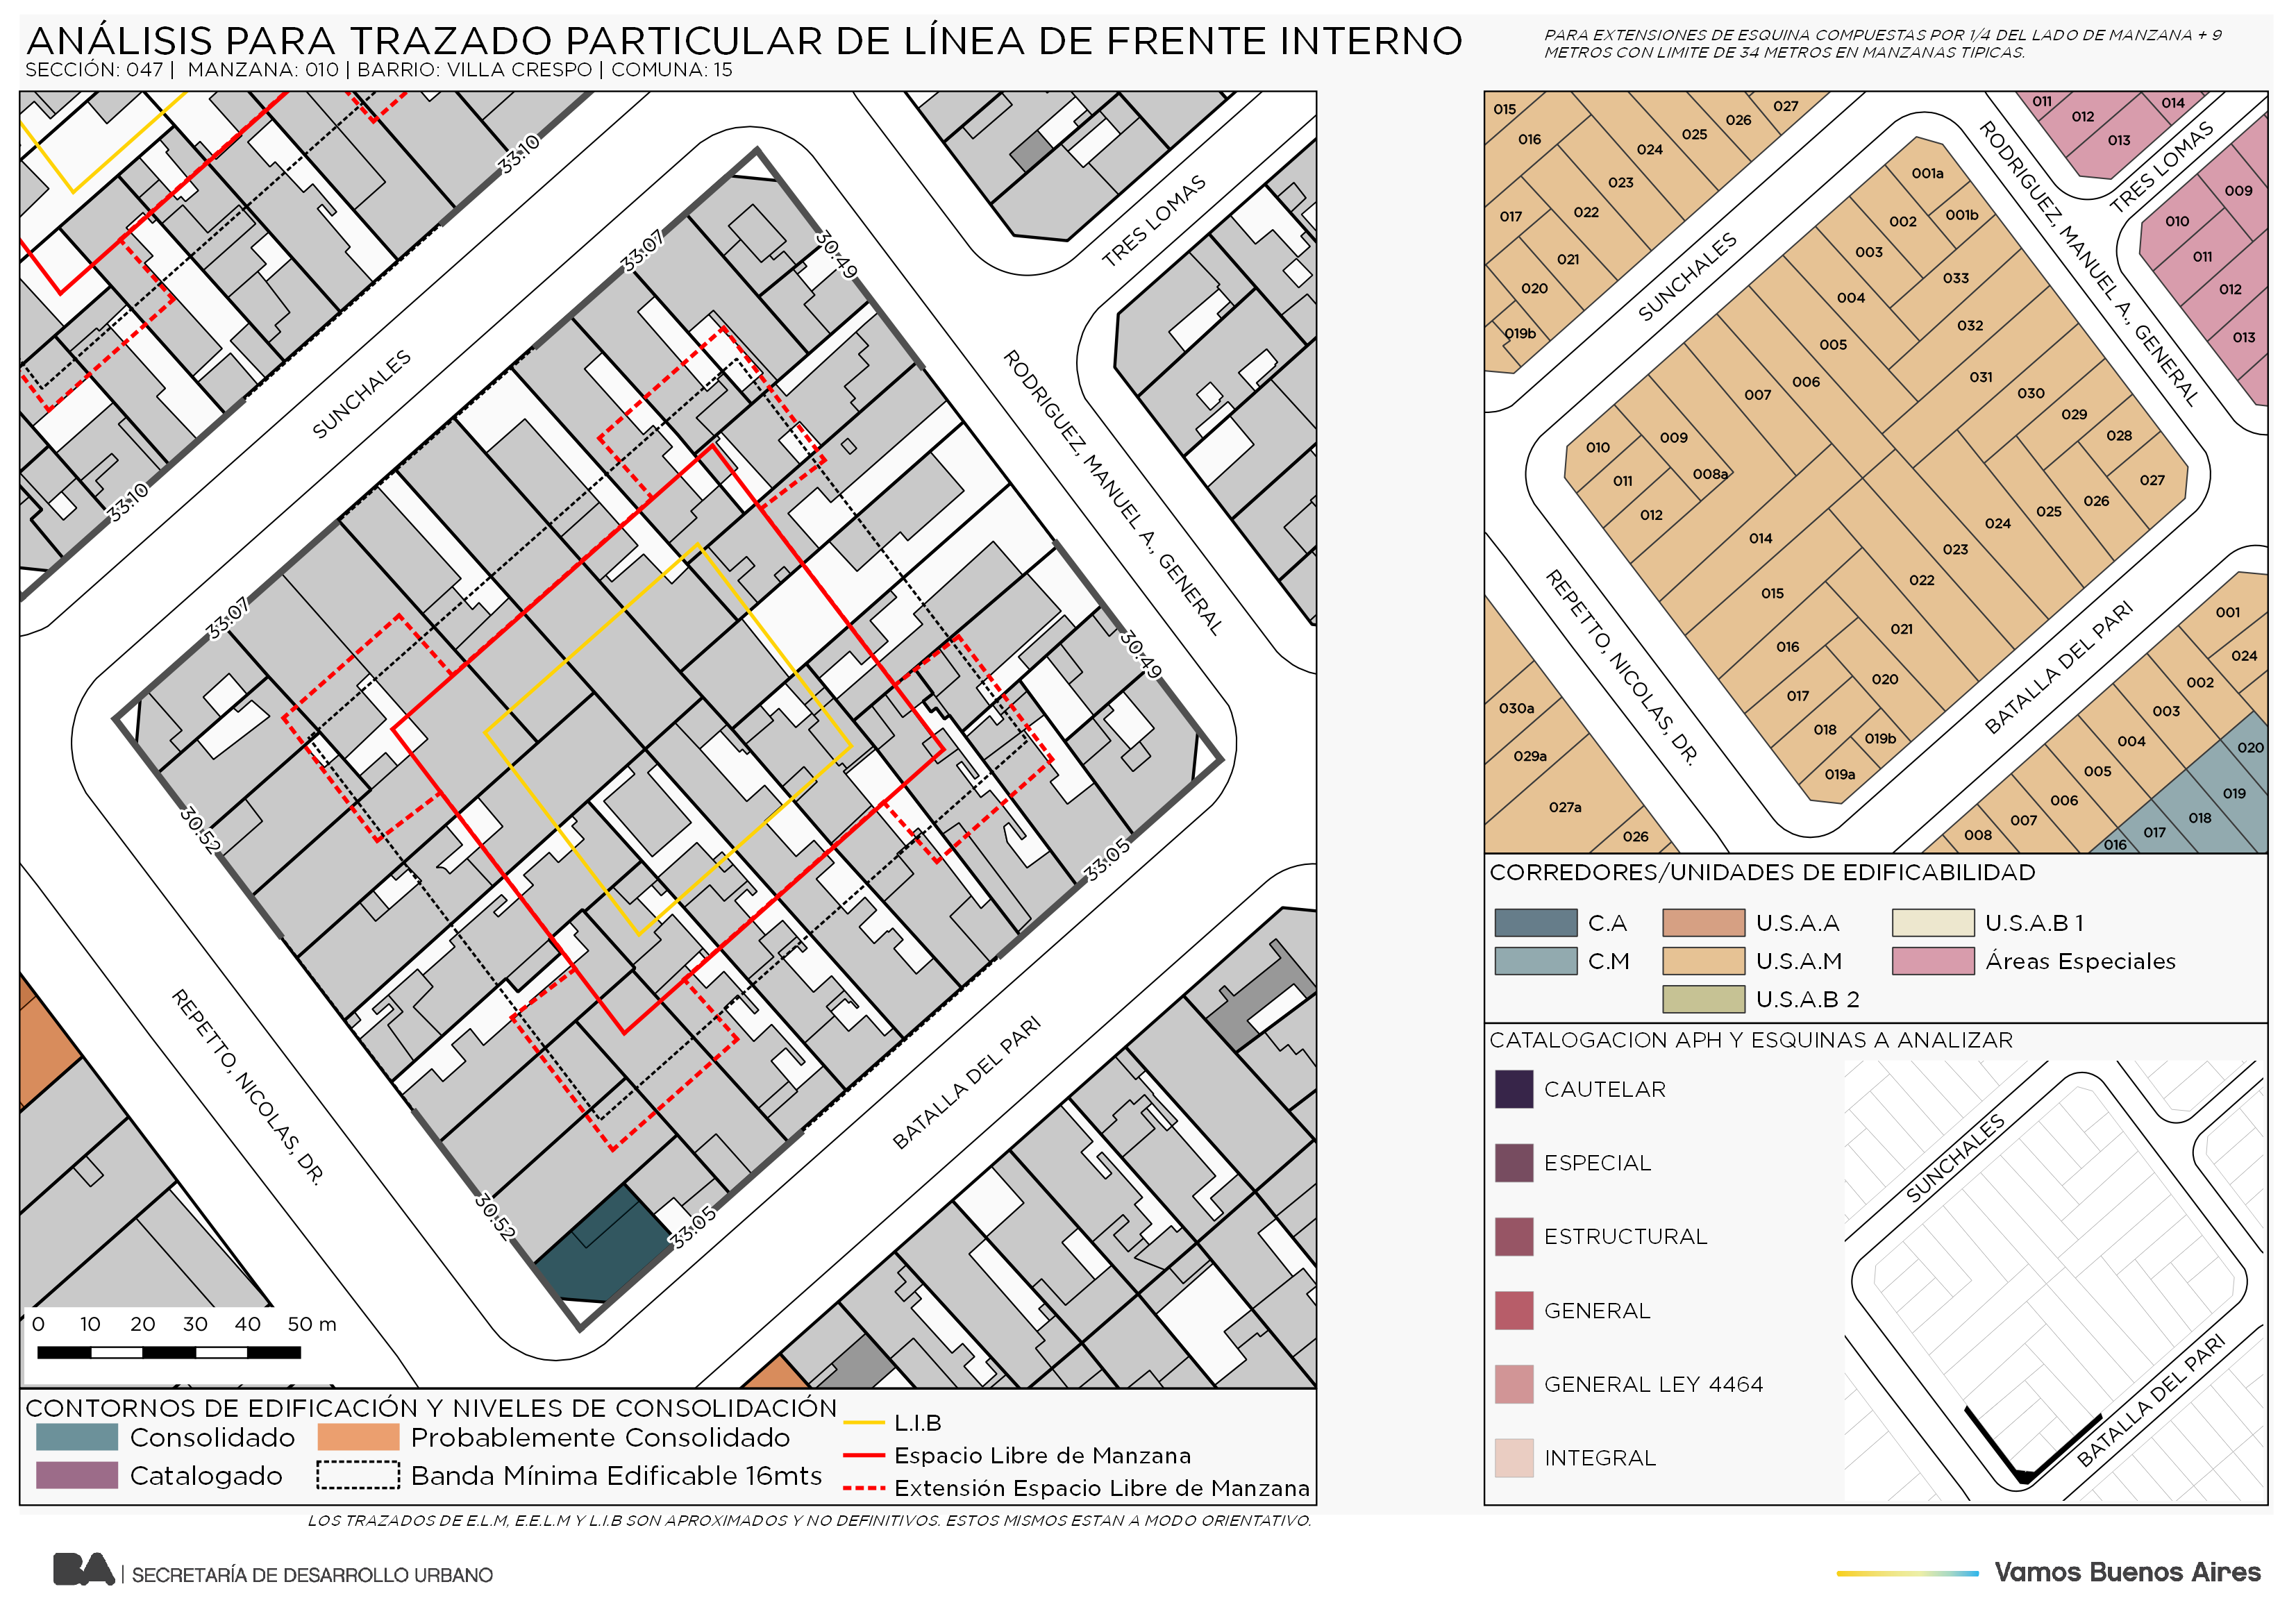 ANÁLISIS PARA TRAZADO PARTICULAR DE LÍNEA DE FRENTE INTERNO
SECCIÓN: 047 | MANZANA: 010 | BARRIO: VILLA CRESPO | COMUNA: 15
PARA EXTENSIONES DE ESQUINA COMPUESTAS POR 1/4 DEL LADO DE MANZANA + 9
METROS CON LIMITE DE 34 METROS EN MANZANAS TIPICAS.
33.10
33.10
33.07
33.07
30.49
30.49
30.52
30.52
33.05
33.05
SUNCHALES
TRES LOMAS
RODRIGUEZ, MANUEL A., GENERAL
REPETTO, NICOLAS, DR.
BATALLA DEL PARI
0 10 20 30 40 50 m
CONTORNOS DE EDIFICACIÓN Y NIVELES DE CONSOLIDACIÓN
Consolidado
Probablemente Consolidado
Catalogado
Banda Mínima Edificable 16mts
L.I.B
Espacio Libre de Manzana
Extensión Espacio Libre de Manzana
LOS TRAZADOS DE E.L.M, E.E.L.M Y L.I.B SON APROXIMADOS Y NO DEFINITIVOS. ESTOS MISMOS ESTAN A MODO ORIENTATIVO.
015
016
017
027
026
025
024
023
022
021
020
019b
011
012
014
013
009
010
011
012
013
SUNCHALES
RODRIGUEZ, MANUEL A., GENERAL
TRES LOMAS
REPETTO, NICOLAS, DR.
BATALLA DEL PARI
001a
001b
002
003
033
004
032
005
031
006
030
007
029
028
027
026
025
024
023
022
021
020
019b
019a
018
017
016
015
014
012
011
010
009
008a
030a
029a
027a
026
001
024
002
003
004
005
006
007
008
020
019
018
017
016
CORREDORES/UNIDADES DE EDIFICABILIDAD
C.A
U.S.A.A
U.S.A.B 1
C.M
U.S.A.M
Áreas Especiales
U.S.A.B 2
CATALOGACION APH Y ESQUINAS A ANALIZAR
CAUTELAR
ESPECIAL
ESTRUCTURAL
GENERAL
GENERAL LEY 4464
INTEGRAL
SUNCHALES
BATALLA DEL PARI
BA | SECRETARÍA DE DESARROLLO URBANO
Vamos Buenos Aires